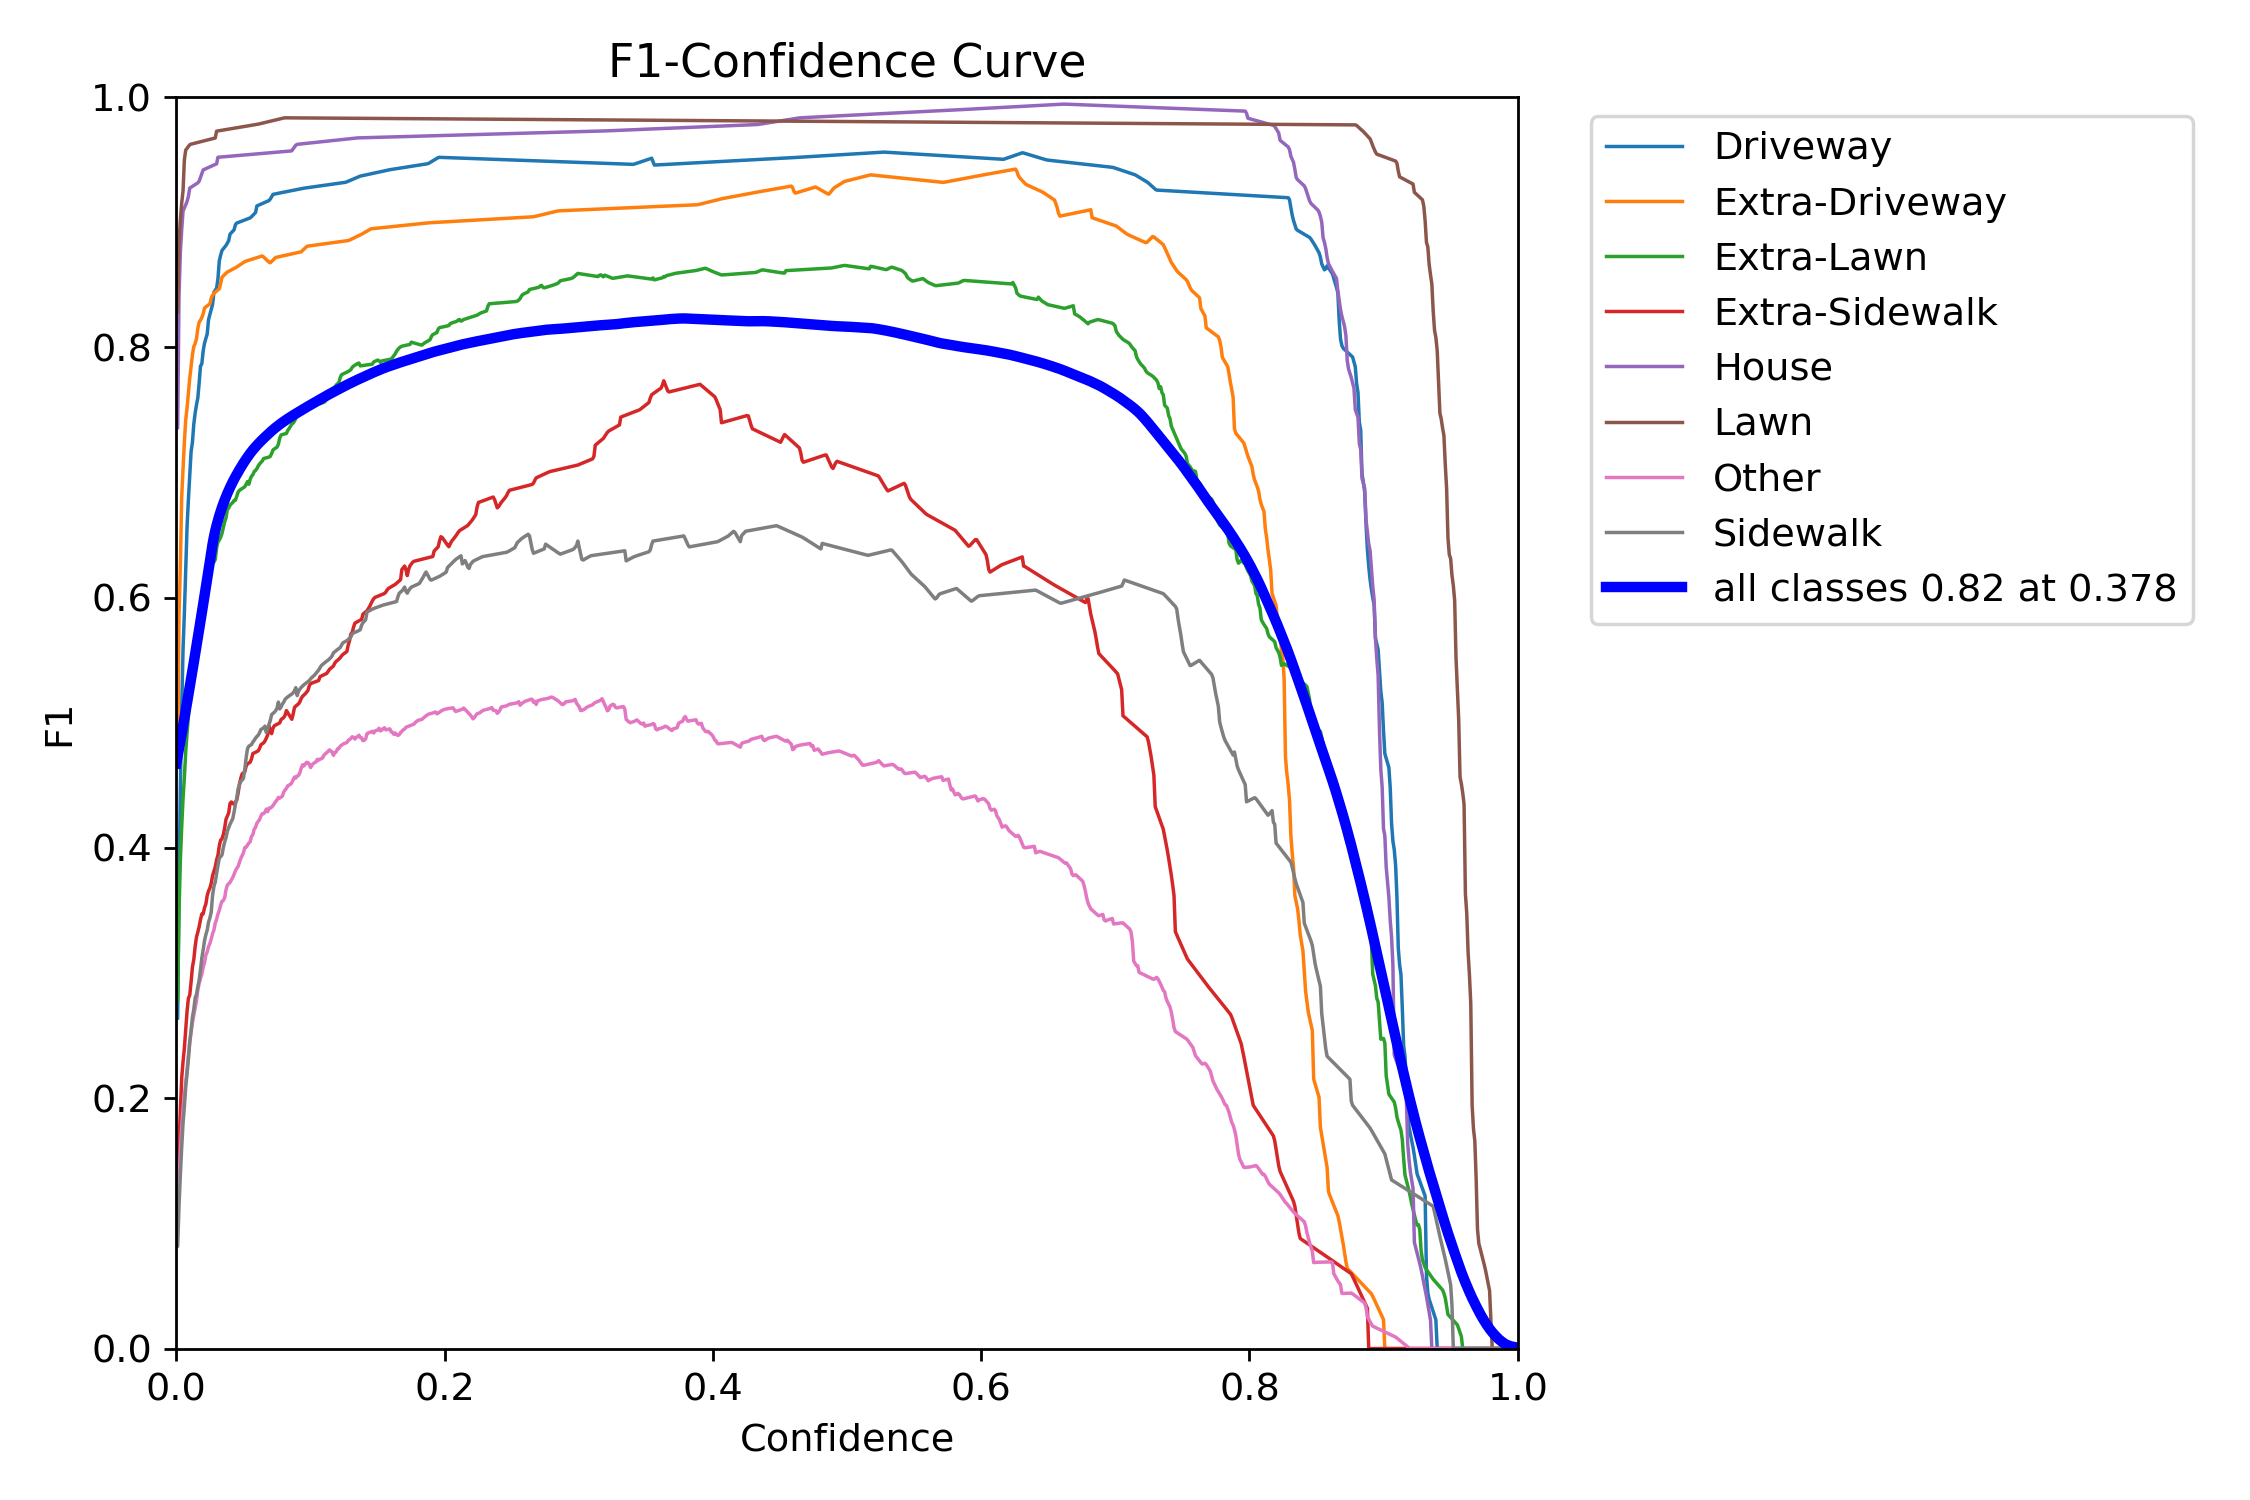 F1-Confidence Curve
1.0
0.8
0.6
0.4
0.2
0.0
F1
0.0 0.2 0.4 0.6 0.8 1.0
Confidence
Driveway
Extra-Driveway
Extra-Lawn
Extra-Sidewalk
House
Lawn
Other
Sidewalk
all classes 0.82 at 0.378